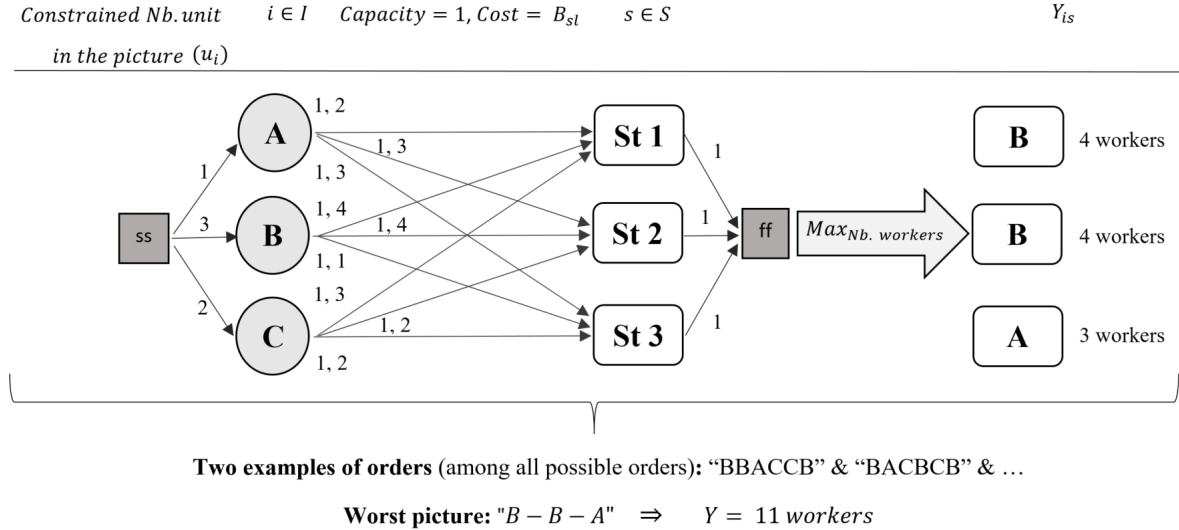 Constrained Nb. unit i ∈ I Capacity = 1, Cost = B_sl s ∈ S Y_is
in the picture (u_i)
1, 2
A St 1 B 4 workers
1, 3
1 1
1, 3
1, 4
ss 3 B 1, 4 St 2 1 ff Max_Nb. workers B 4 workers
1, 1
1, 3
2
C 1, 2 St 3 1 A 3 workers
1, 2
Two examples of orders (among all possible orders): “BBACCB” & “BACBCB” & …
Worst picture: "B − B − A" ⇒ Y = 11 workers